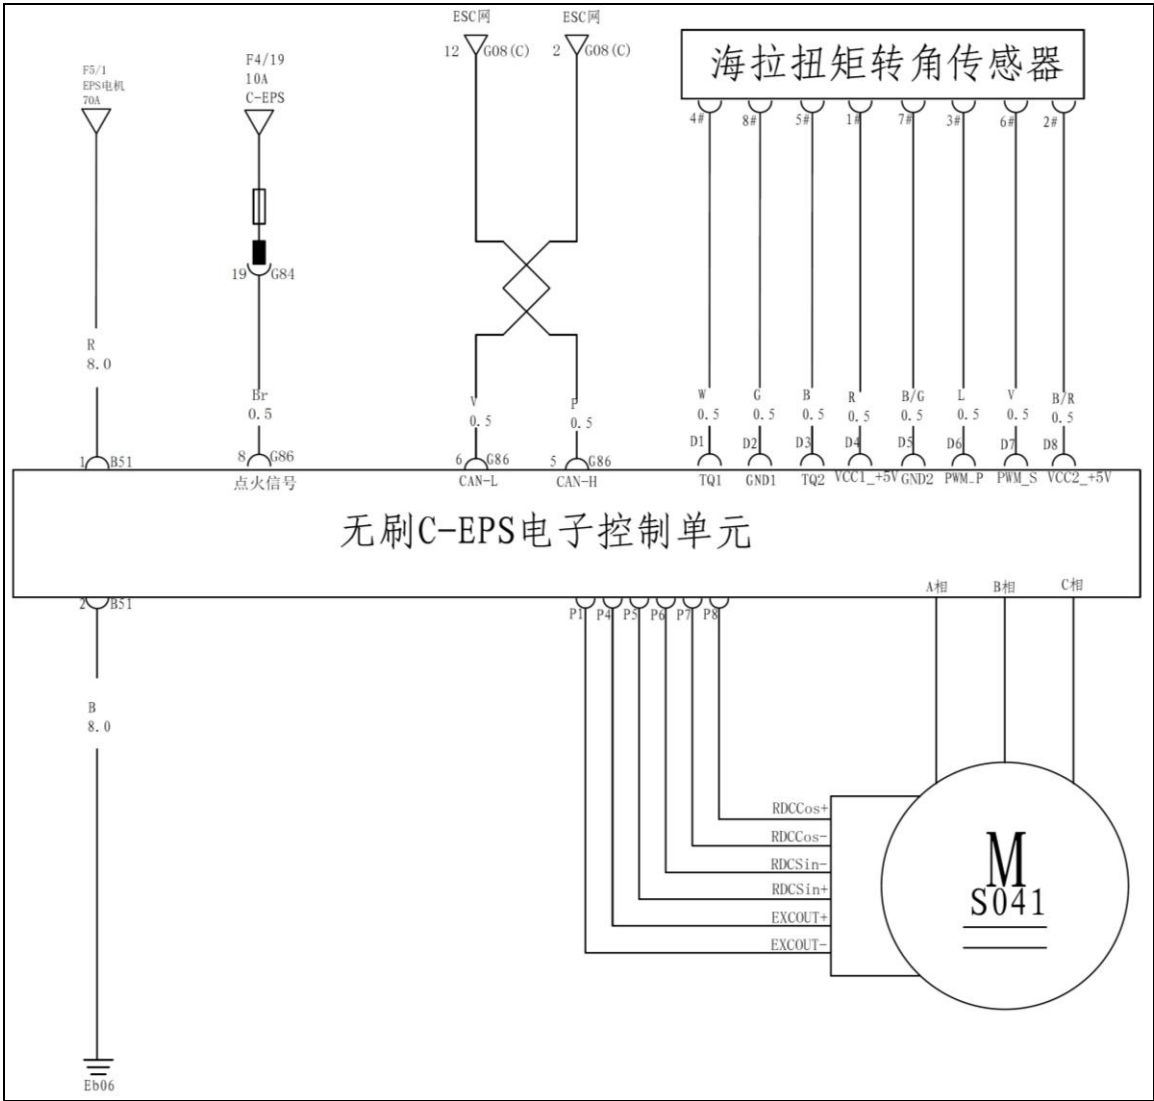 F5/1
EPS电机
70A
F4/19
10A
C-EPS
ESC网
12 G08(C)
ESC网
2 G08(C)
海拉扭矩转角传感器
4# 8# 5# 1# 7# 3# 6# 2#
19 G84
R
8.0
Br
0.5
V
0.5
P
0.5
W
0.5
G
0.5
B
0.5
R
0.5
B/G
0.5
L
0.5
V
0.5
B/R
0.5
1 B51
8 G86
6 G86
5 G86
D1 D2 D3 D4 D5 D6 D7 D8
点火信号
CAN-L
CAN-H
TQ1 GND1 TQ2 VCC1_+5V GND2 PWM_P PWM_S VCC2_+5V
无刷C-EPS电子控制单元
A相 B相 C相
2 B51
P1 P4 P5 P6 P7 P8
B
8.0
RDCCos+
RDCCos-
RDCSin-
RDCSin+
EXCOUT+
EXCOUT-
M
S041
Eb06